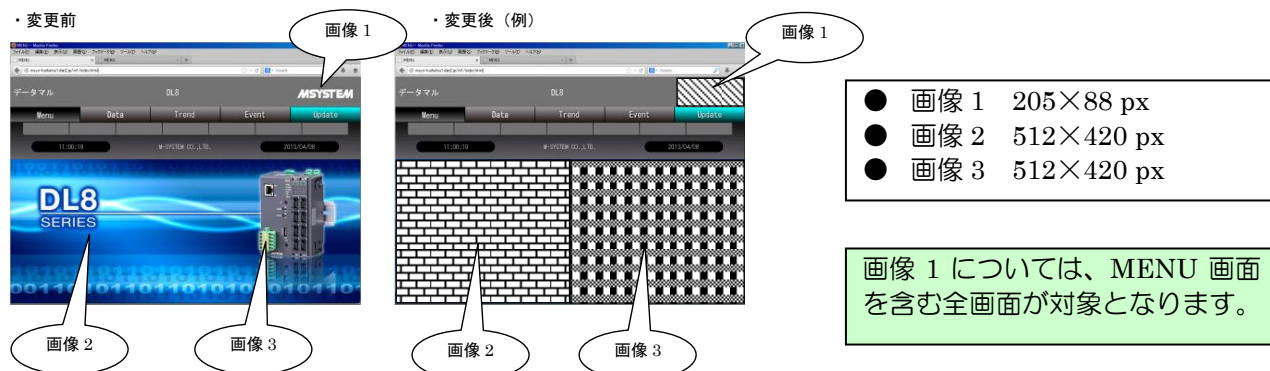 ・変更前
・変更後（例）
画像 1
画像 1
MENU - Mozilla Firefox
MENU
MENU
データマル
DL8
MSYSTEM
Menu
Data
Trend
Event
Update
11:00:19
M-SYSTEM CO.,LTD.
2013/04/08
DL8
SERIES
データマル
DL8
Menu
Data
Trend
Event
Update
11:00:19
M-SYSTEM CO.,LTD.
2013/04/08
画像 2
画像 3
画像 2
画像 3
● 画像 1 205×88 px
● 画像 2 512×420 px
● 画像 3 512×420 px
画像 1 については、MENU 画面
を含む全画面が対象となります。